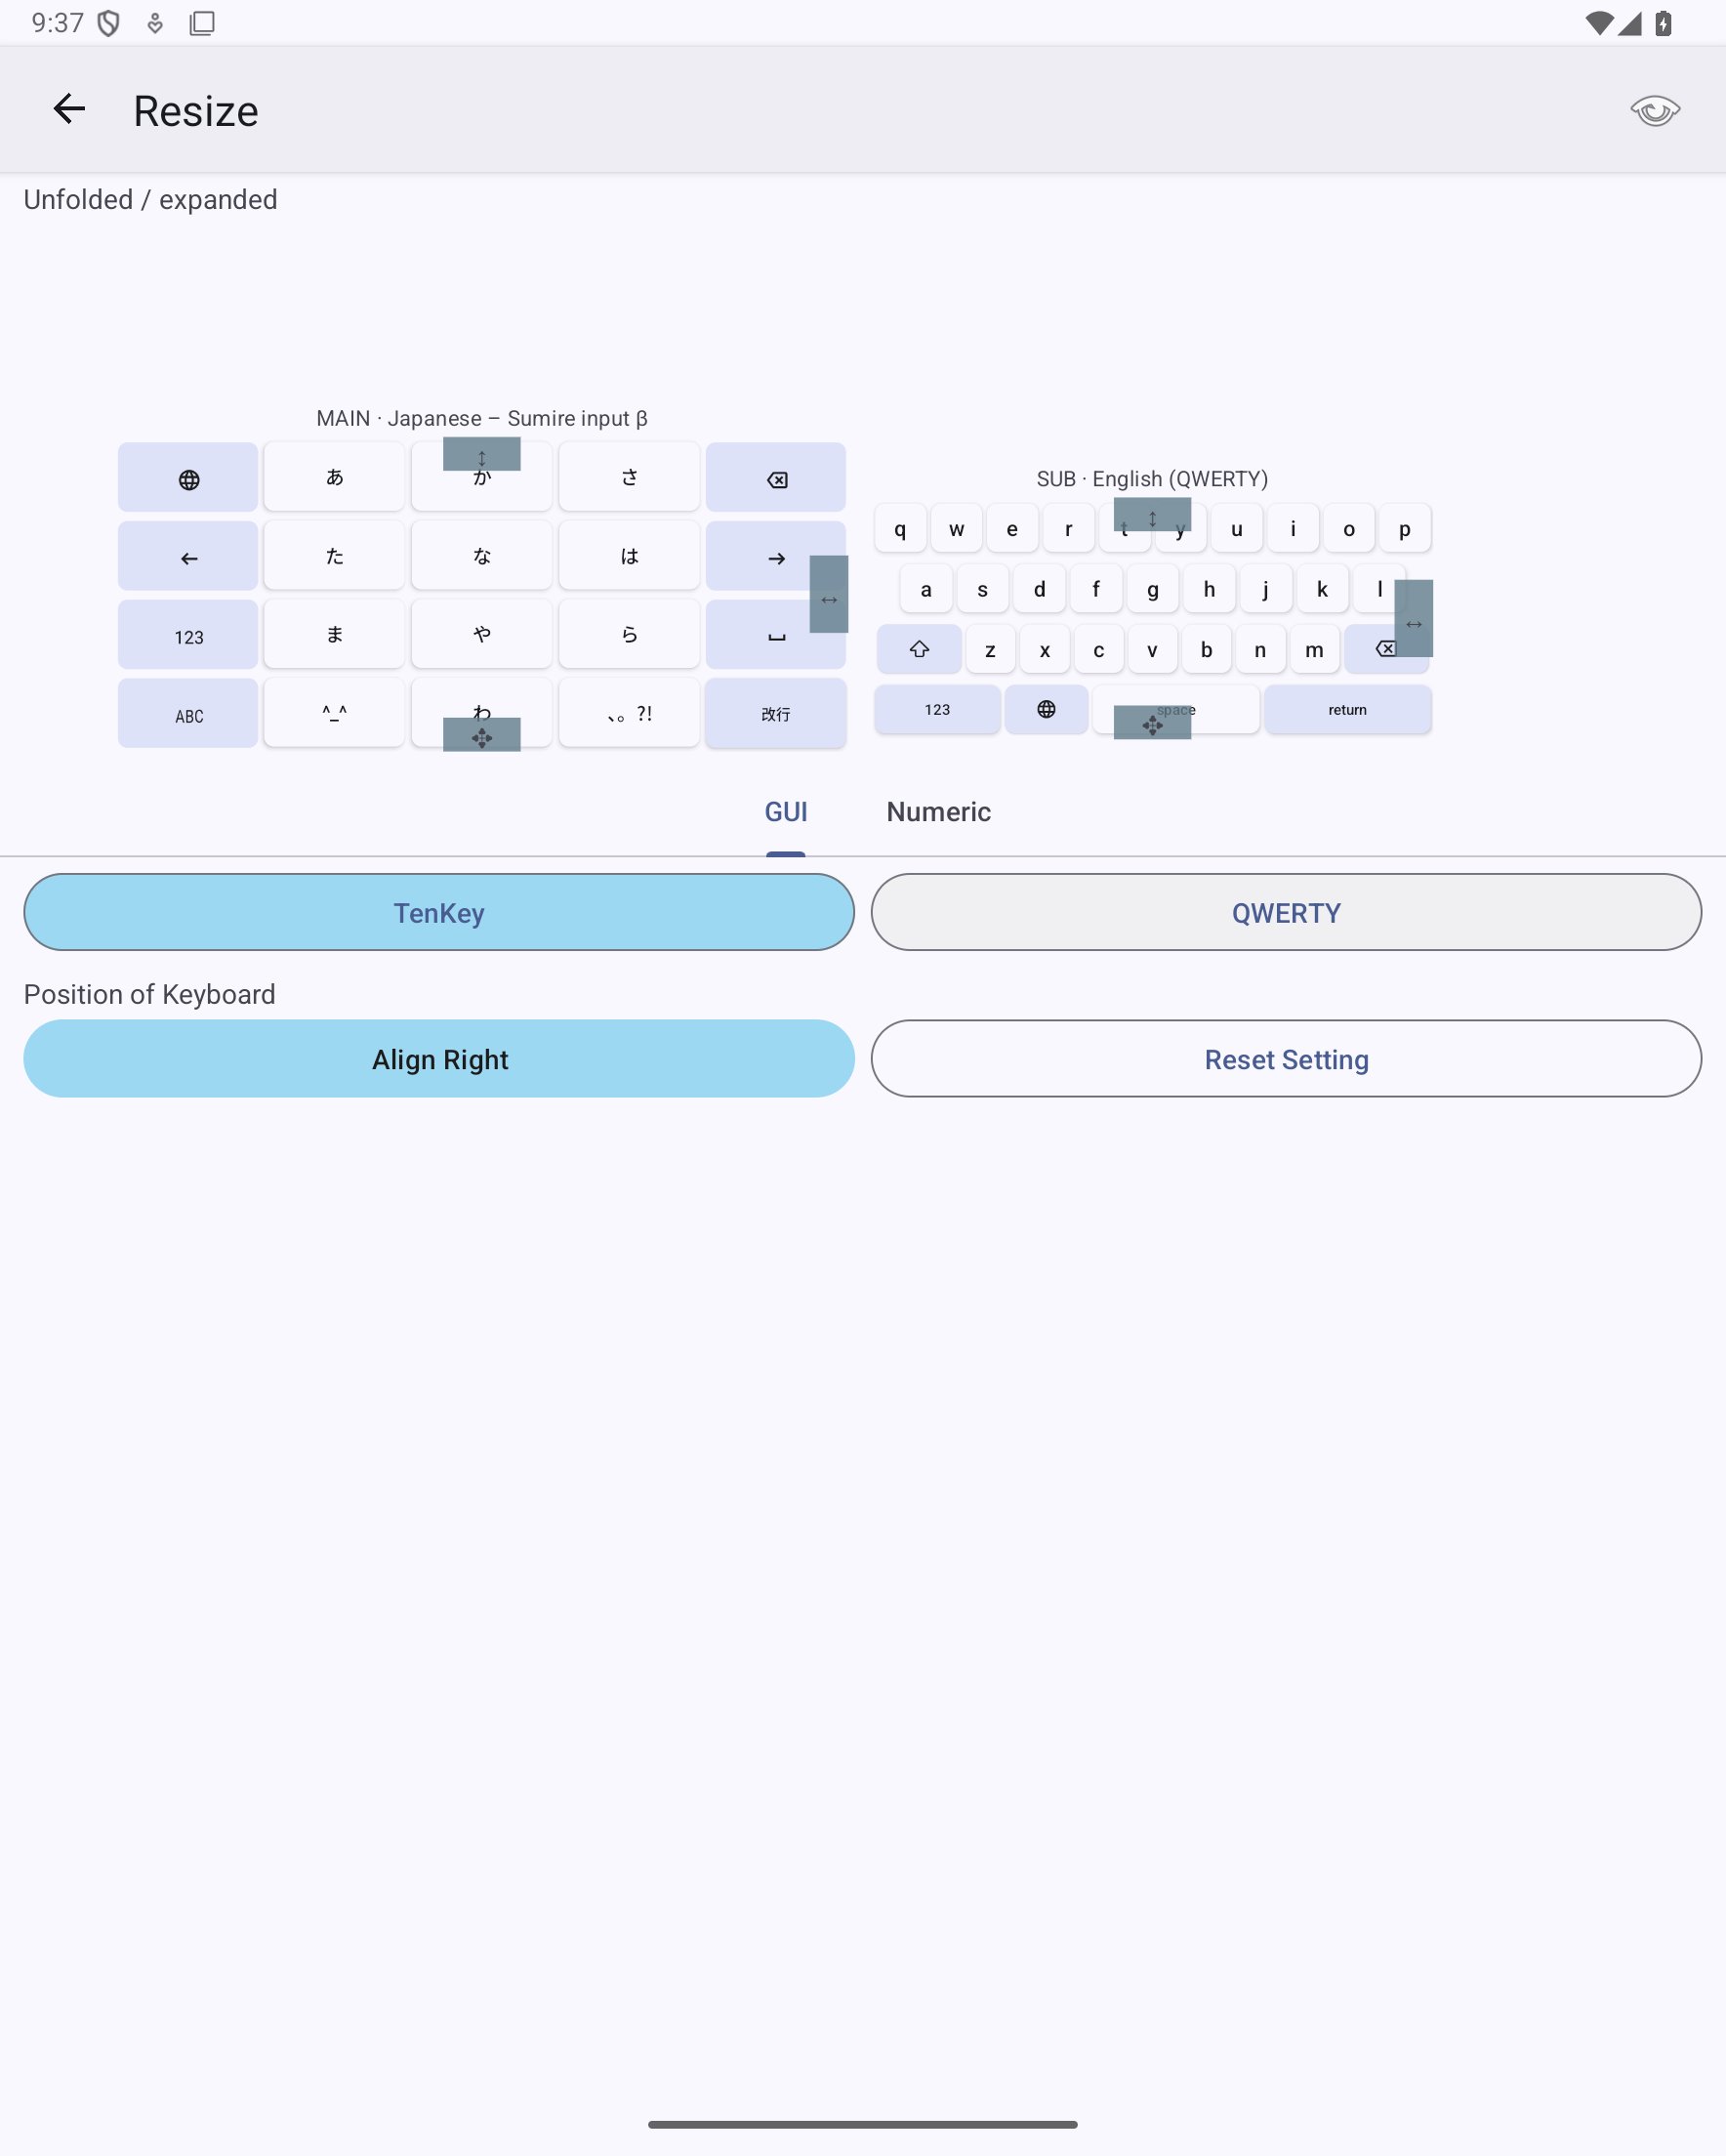 9:37
Resize
Unfolded / expanded
MAIN · Japanese – Sumire input β
あ か さ
た な は
123 ま や ら
ABC ^_^ わ 、。?! 改行
SUB · English (QWERTY)
q w e r t y u i o p
a s d f g h j k l
z x c v b n m
123 space return
GUI Numeric
TenKey QWERTY
Position of Keyboard
Align Right Reset Setting